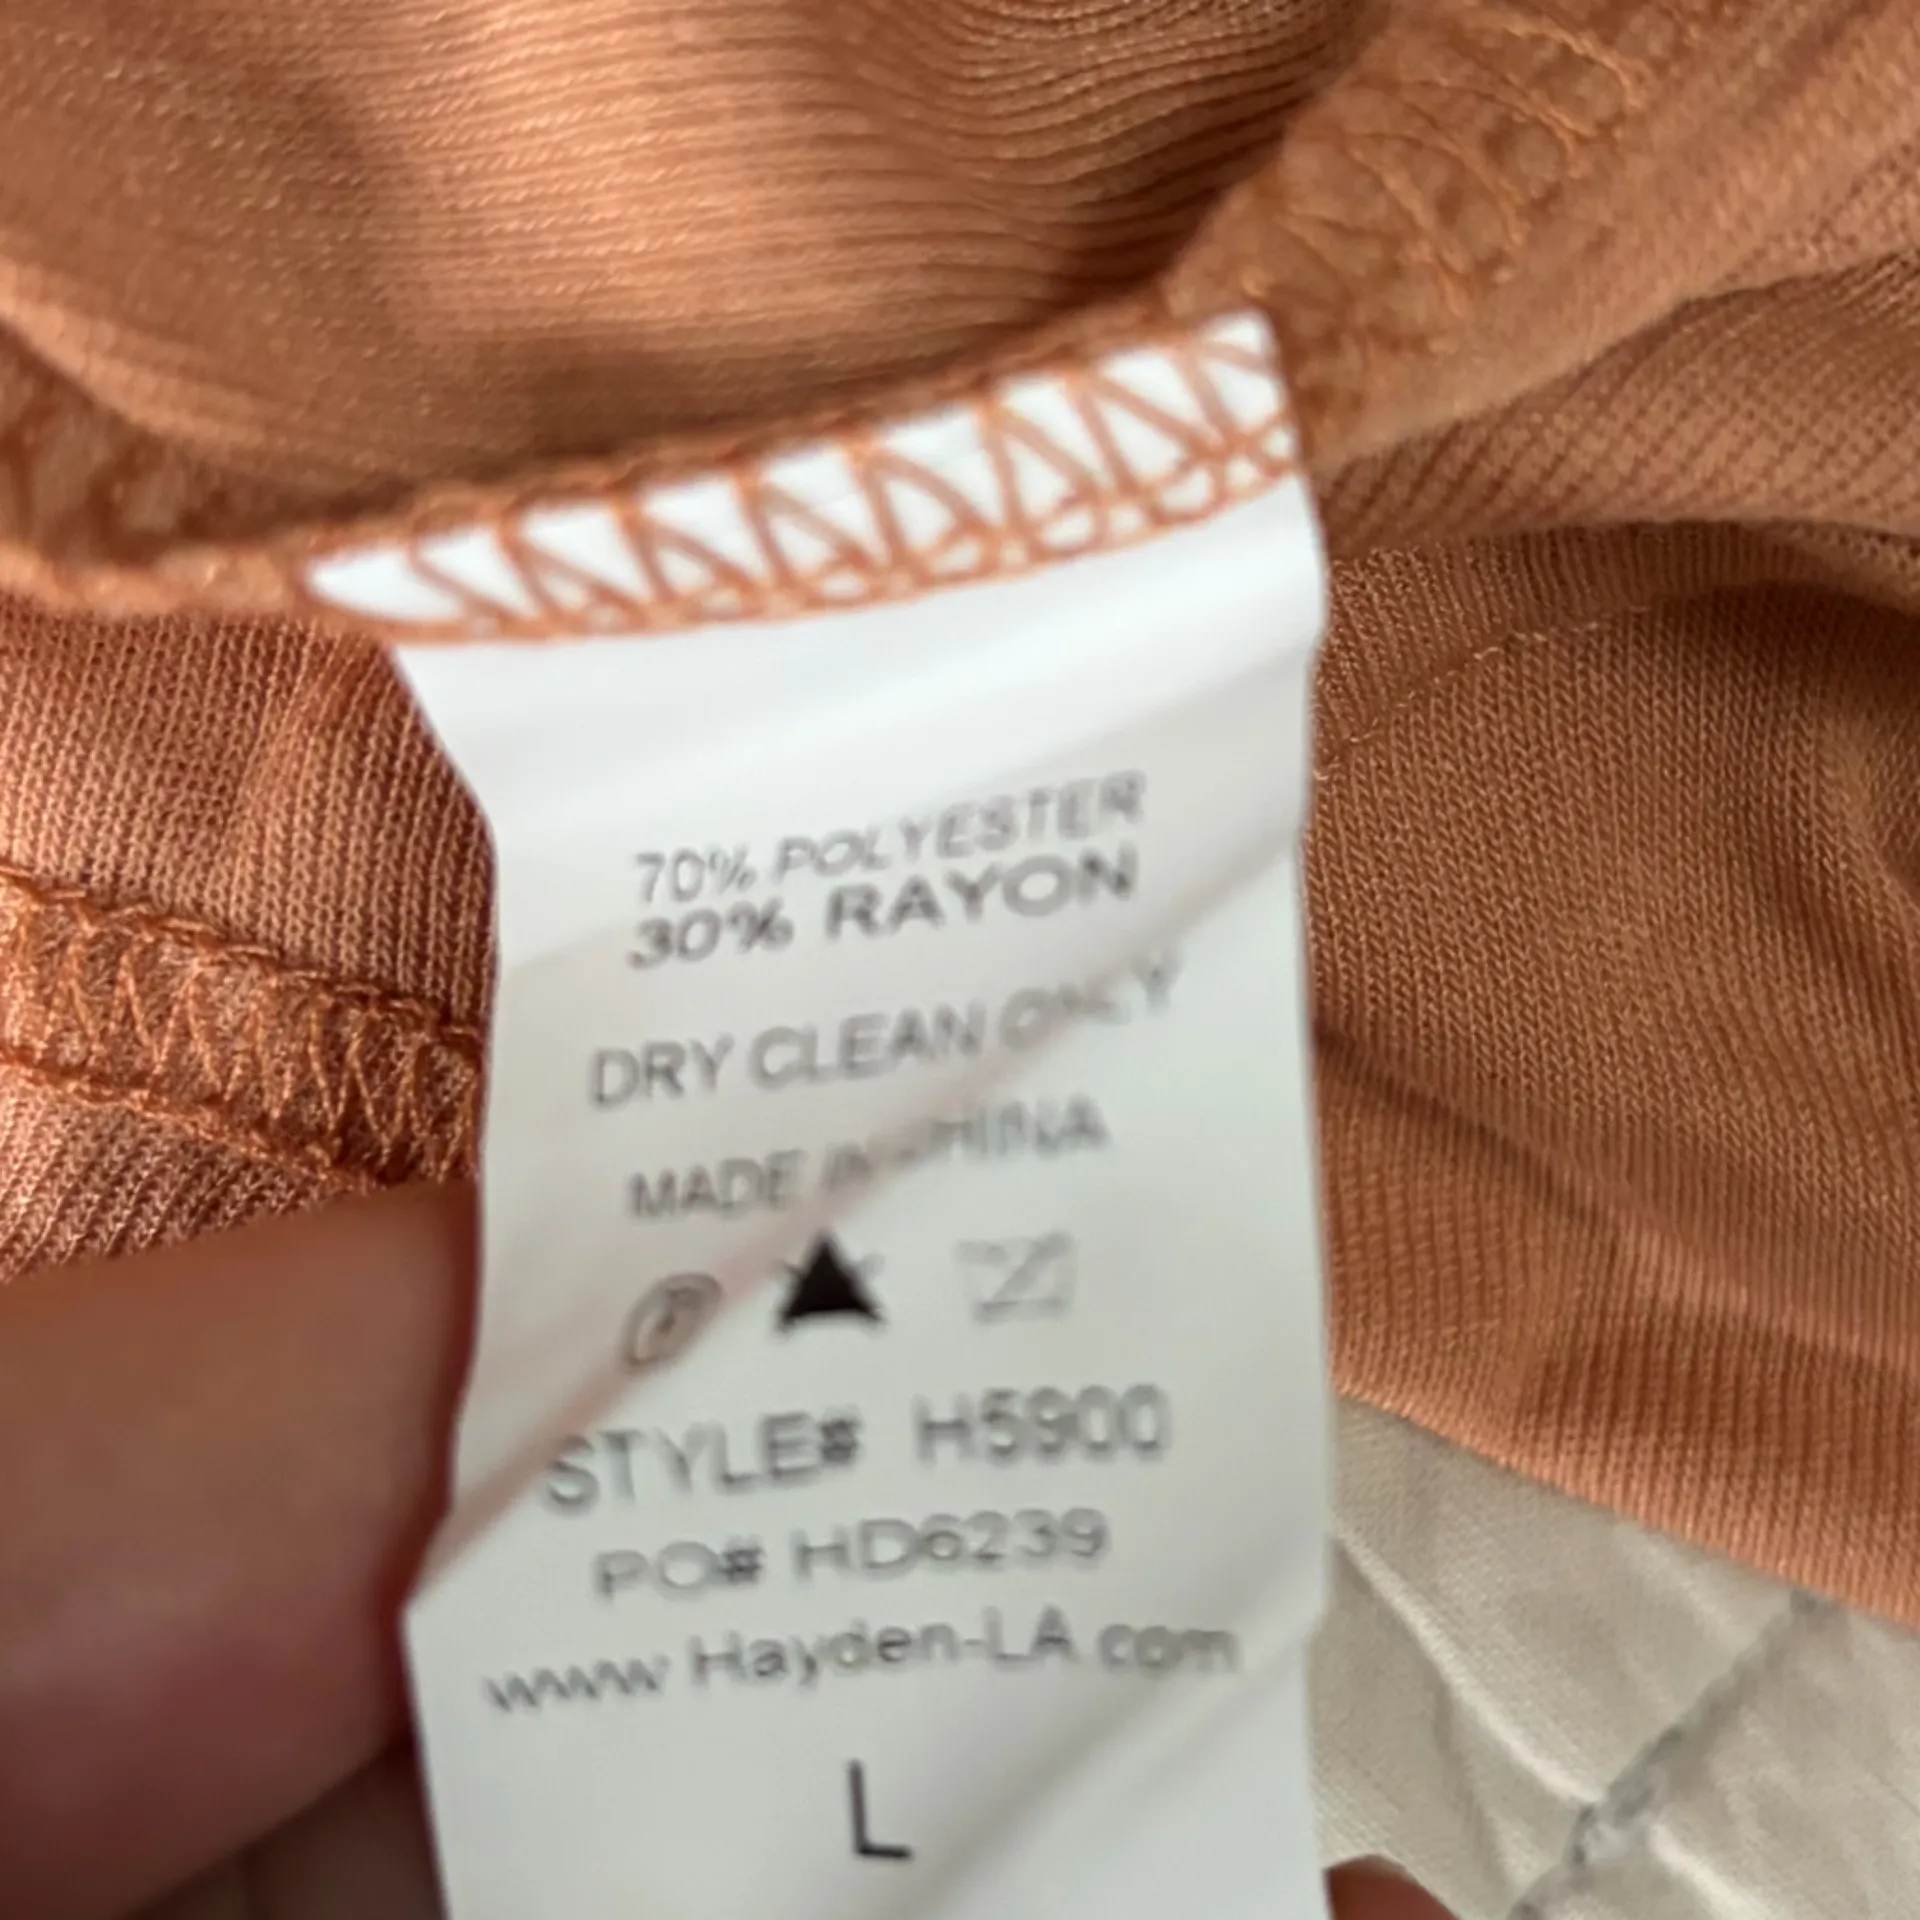 70% POLYESTER
30% RAYON
DRY CLEAN ONLY
MADE IN CHINA
P
STYLE# H5900
PO# HD6239
www.Hayden-LA.com
L